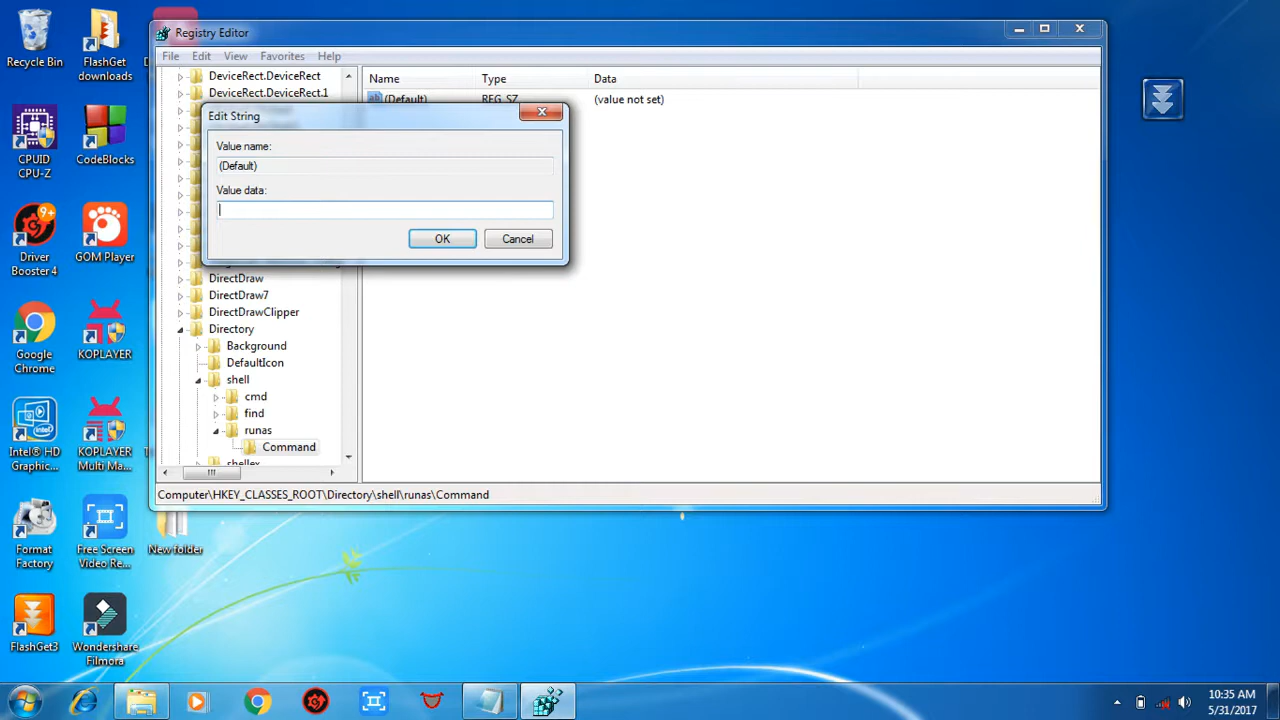 Recycle Bin
FlashGet
downloads
CPUID
CPU-Z
CodeBlocks
Driver
Booster 4
GOM Player
Google
Chrome
KOPLAYER
Intel® HD
Graphic...
KOPLAYER
Multi Ma...
Format
Factory
Free Screen
Video Re...
New folder
FlashGet3
Wondershare
Filmora
9+
Registry Editor
File Edit View Favorites Help
DeviceRect.DeviceRect
DeviceRect.DeviceRect.1
Name Type Data
(Default) REG_SZ (value not set)
Edit String
Value name:
(Default)
Value data:
OK Cancel
DirectDraw
DirectDraw7
DirectDrawClipper
Directory
Background
DefaultIcon
shell
cmd
find
runas
Command
shellex
Computer\HKEY_CLASSES_ROOT\Directory\shell\runas\Command
10:35 AM
5/31/2017